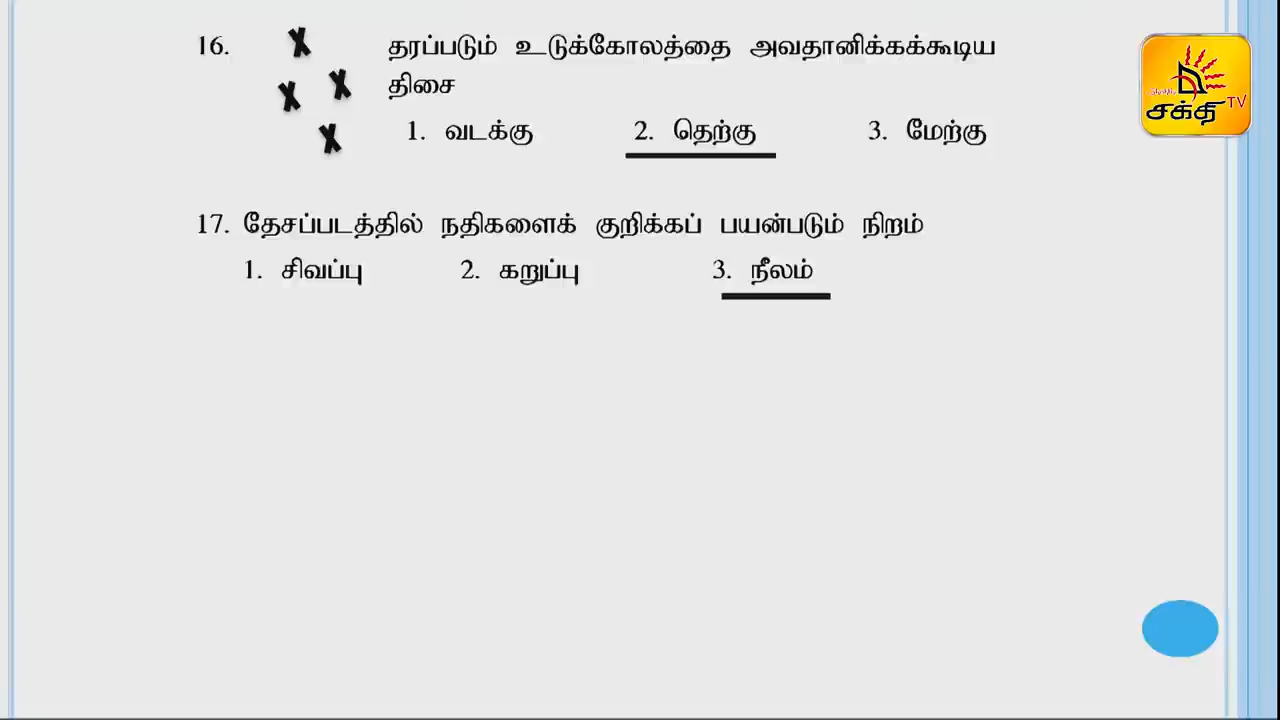 16. தரப்படும் உடுக்கோலத்தை அவதானிக்கக்கூடிய
திசை
1. வடக்கு 2. தெற்கு 3. மேற்கு
17. தேசப்படத்தில் நதிகளைக் குறிக்கப் பயன்படும் நிறம்
1. சிவப்பு 2. கறுப்பு 3. நீலம்
சக்தி TV